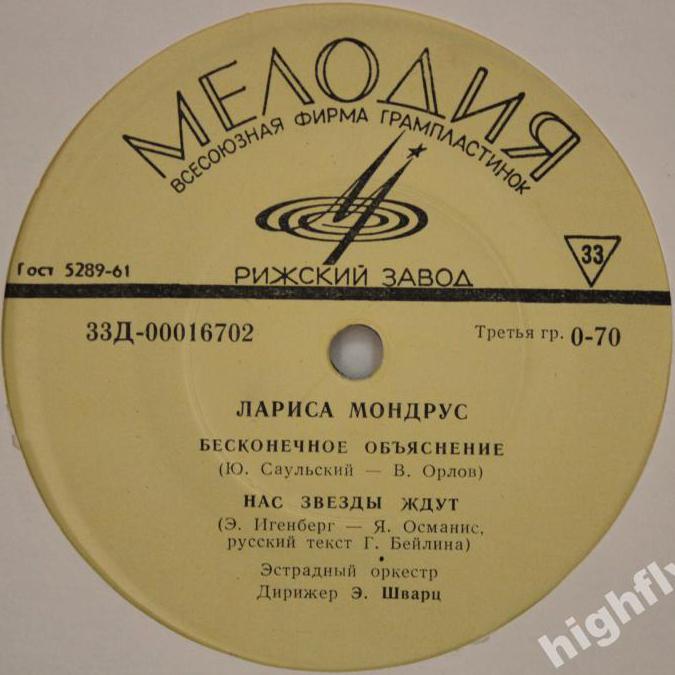 МЕЛОДИЯ
ВСЕСОЮЗНАЯ ФИРМА ГРАМПЛАСТИНОК
Гост 5289-61
РИЖСКИЙ ЗАВОД
33
33Д-00016702
Третья гр. 0-70
ЛАРИСА МОНДРУС
БЕСКОНЕЧНОЕ ОБЪЯСНЕНИЕ
(Ю. Саульский — В. Орлов)
НАС ЗВЕЗДЫ ЖДУТ
(Э. Игенберг — Я. Османис,
русский текст Г. Бейлина)
Эстрадный оркестр
Дирижер Э. Шварц
highfly